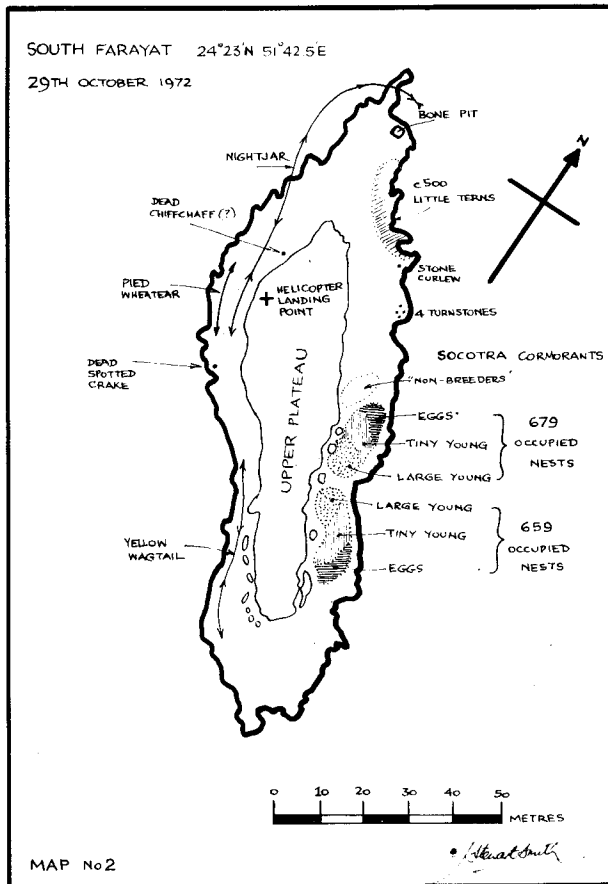 SOUTH FARAYAT 24°23'N 51°42.5'E
29TH OCTOBER 1972
BONE PIT
N
NIGHTJAR
c500
LITTLE TERNS
DEAD
CHIFFCHAFF (?)
STONE
CURLEW
PIED
WHEATEAR
HELICOPTER
LANDING
POINT
4 TURNSTONES
SOCOTRA CORMORANTS
DEAD
SPOTTED
CRAKE
"NON-BREEDERS"
UPPER PLATEAU
EGGS
TINY YOUNG
LARGE YOUNG
679
OCCUPIED
NESTS
LARGE YOUNG
TINY YOUNG
EGGS
659
OCCUPIED
NESTS
YELLOW
WAGTAIL
0 10 20 30 40 50
METRES
MAP No 2
J Stewart Smith